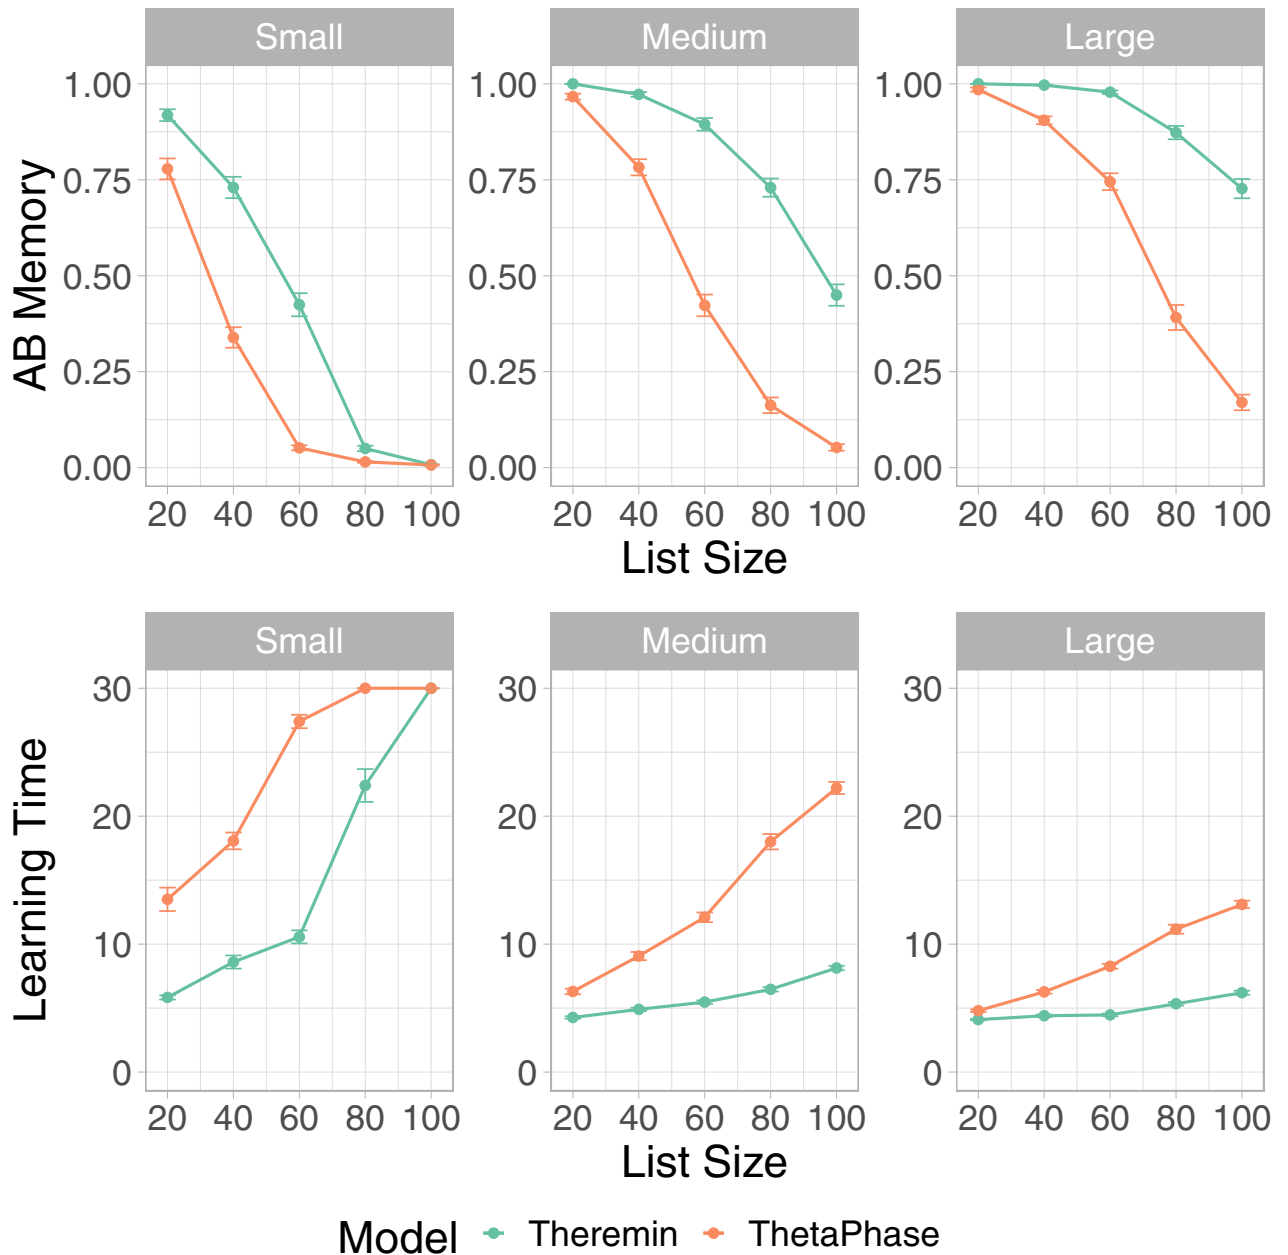 Small Medium Large
1.00 1.00 1.00
0.75 0.75 0.75
0.50 0.50 0.50
0.25 0.25 0.25
0.00 0.00 0.00
AB Memory
20 40 60 80 100 20 40 60 80 100 20 40 60 80 100
List Size
Small Medium Large
30 30 30
20 20 20
10 10 10
0 0 0
Learning Time
20 40 60 80 100 20 40 60 80 100 20 40 60 80 100
List Size
Model Theremin ThetaPhase